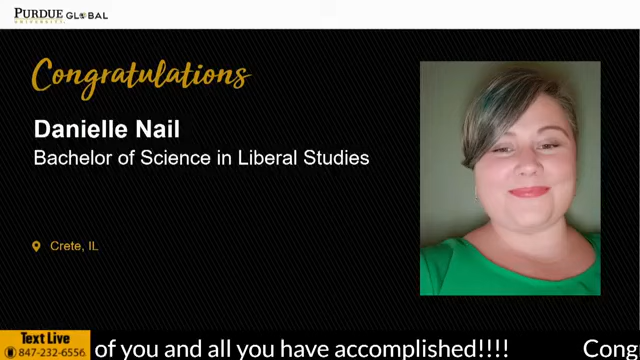 PURDUE GLOBAL
UNIVERSITY
Congratulations
Danielle Nail
Bachelor of Science in Liberal Studies
Crete, IL
Text Live
847-232-6556
of you and all you have accomplished!!!! Cong